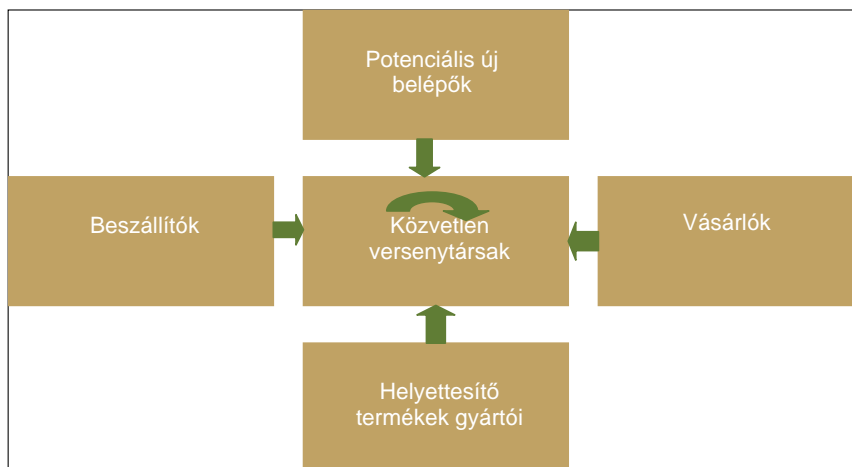 Potenciális új
belépők
Beszállítók
Közvetlen
versenytársak
Vásárlók
Helyettesítő
termékek gyártói